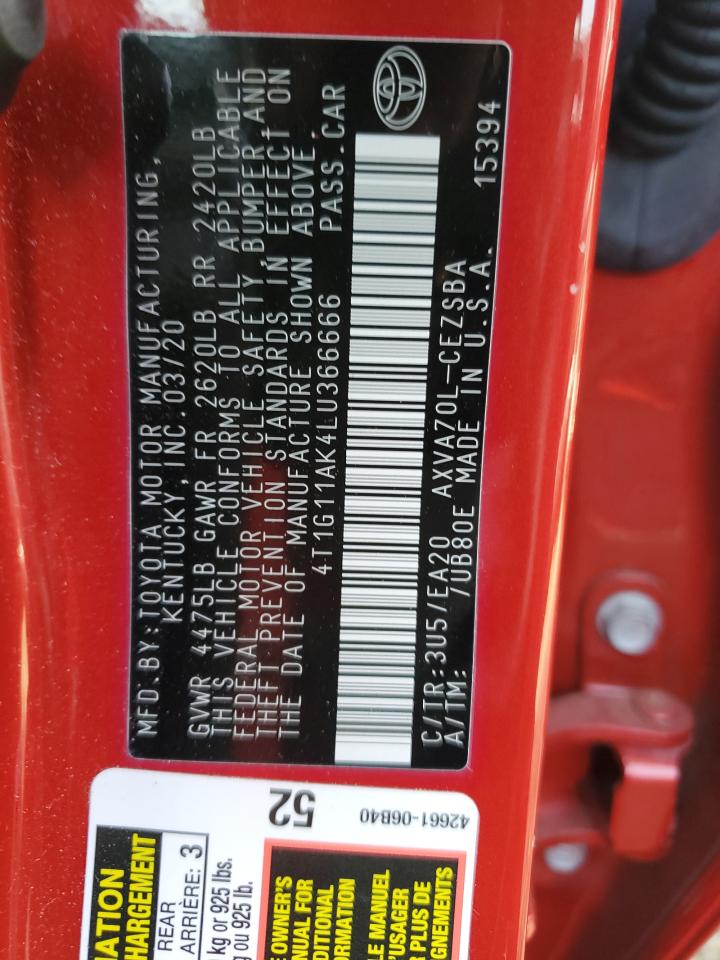 MFD.BY:TOYOTA MOTOR MANUFACTURING,
KENTUCKY,INC.03/20
GVWR 4475LB GAWR FR 2620LB RR 2420LB
THIS VEHICLE CONFORMS TO ALL APPLICABLE
FEDERAL MOTOR VEHICLE SAFETY, BUMPER,AND
THEFT PREVENTION STANDARDS IN EFFECT ON
THE DATE OF MANUFACTURE SHOWN ABOVE.
4T1G11AK4LU366666 PASS.CAR
C/TR:3U5/EA20 AXVA70L-CEZSBA
A/TM: /UB80E MADE IN U.S.A. 15394
52
42661-06B40
MATION
CHARGEMENT
REAR
ARRIÈRE: 3
kg or 925 lbs.
kg ou 925 lb.
OWNER'S
MANUAL FOR
DITIONAL
ORMATION
LE MANUEL
L'USAGER
PLUS DE
GNEMENTS